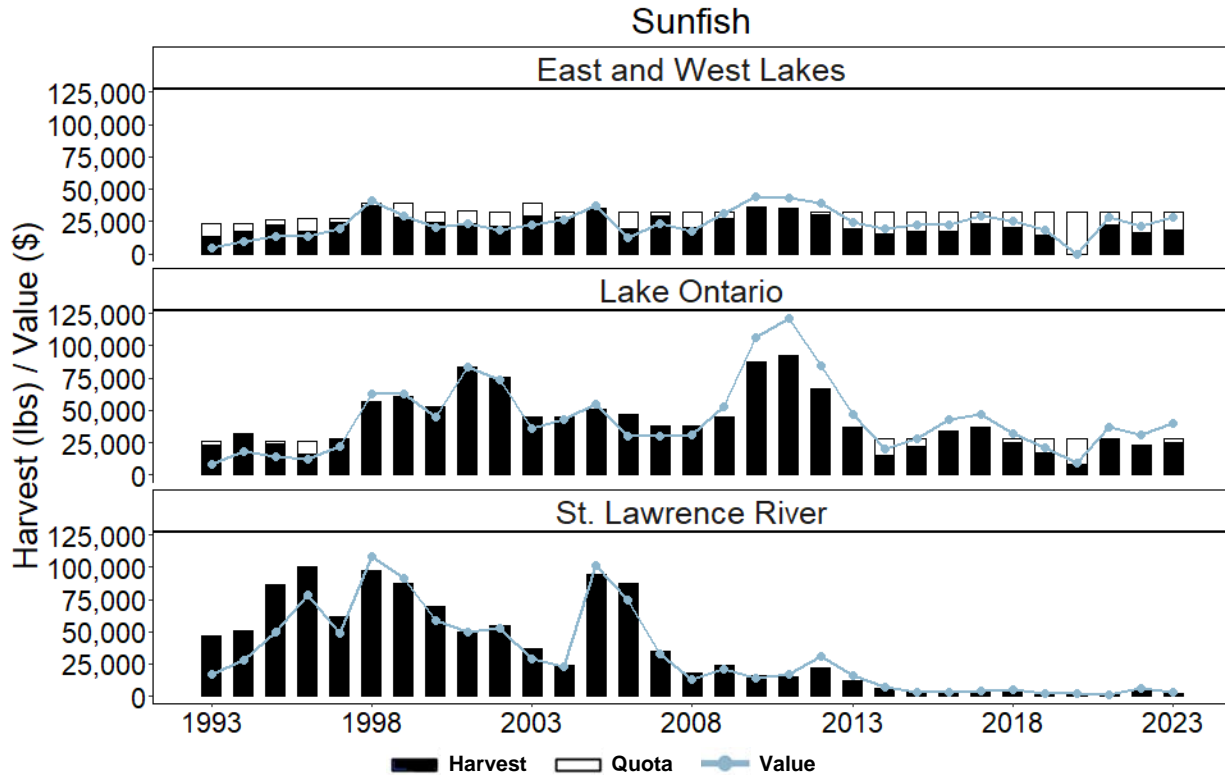 Sunfish
East and West Lakes
125,000
100,000
75,000
50,000
25,000
0
Lake Ontario
125,000
100,000
75,000
50,000
25,000
0
St. Lawrence River
125,000
100,000
75,000
50,000
25,000
0
Harvest (lbs) / Value ($)
1993 1998 2003 2008 2013 2018 2023
Harvest Quota Value